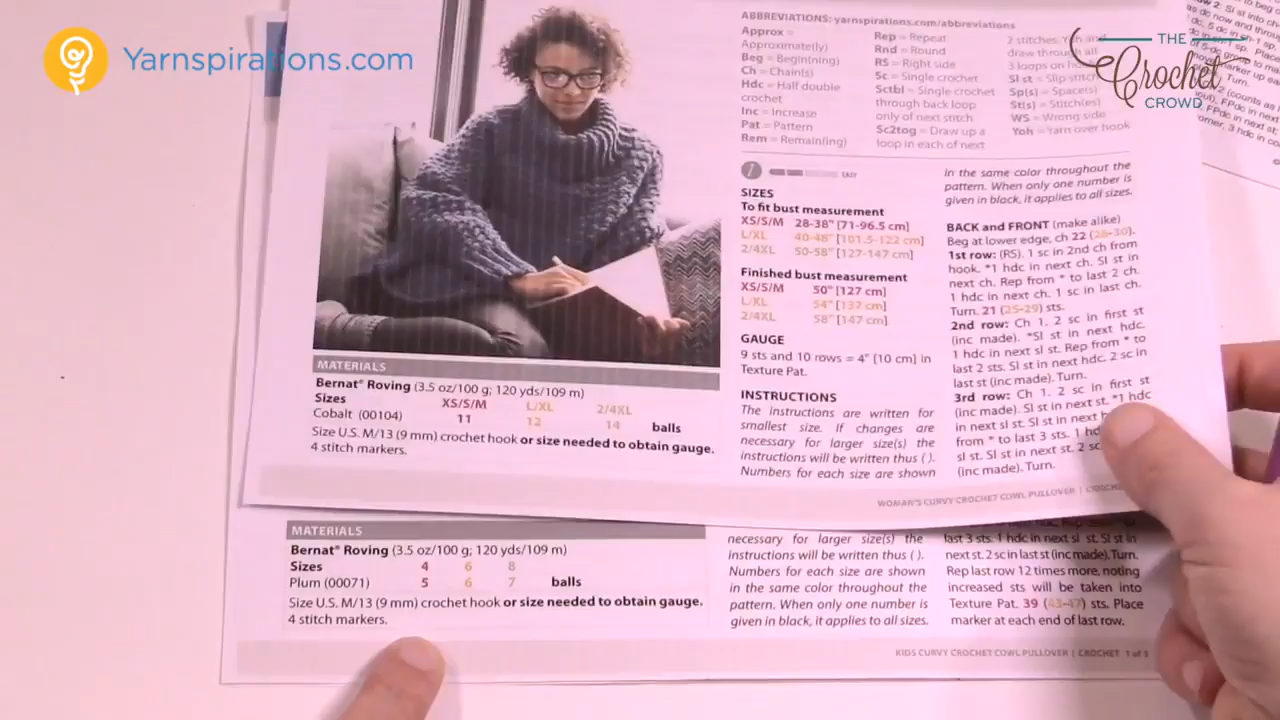 Yarnspirations.com
THE
Crochet
CROWD
ABBREVIATIONS: yarnspirations.com/abbreviations
Approx =
Approximate(ly)
Beg = Begin(ning)
Ch = Chain(s)
Hdc = Half double
crochet
Inc = Increase
Pat = Pattern
Rem = Remain(ing)
Rep = Repeat
Rnd = Round
RS = Right side
Sc = Single crochet
Sctbl = Single crochet
through back loop
only of next stitch
Sc2tog = Draw up a
loop in each of next
2 stitches. Yoh and
draw through all
3 loops on hook
Sl st = Slip stitch
Sp(s) = Space(s)
St(s) = Stitch(es)
WS = Wrong side
Yoh = Yarn over hook
EASY
SIZES
To fit bust measurement
XS/S/M 28-38" [71-96.5 cm]
L/XL 40-48" [101.5-122 cm]
2/4XL 50-58" [127-147 cm]
Finished bust measurement
XS/S/M 50" [127 cm]
L/XL 54" [137 cm]
2/4XL 58" [147 cm]
GAUGE
9 sts and 10 rows = 4" [10 cm] in
Texture Pat.
INSTRUCTIONS
The instructions are written for
smallest size. If changes are
necessary for larger size(s) the
instructions will be written thus ( ).
Numbers for each size are shown
in the same color throughout the
pattern. When only one number is
given in black, it applies to all sizes.
BACK and FRONT (make alike)
Beg at lower edge, ch 22 (26-30).
1st row: (RS). 1 sc in 2nd ch from
hook. *1 hdc in next ch. Sl st in
next ch. Rep from * to last 2 ch.
1 hdc in next ch. 1 sc in last ch.
Turn. 21 (25-29) sts.
2nd row: Ch 1. 2 sc in first st
(inc made). *Sl st in next hdc.
1 hdc in next sl st. Rep from * to
last 2 sts. Sl st in next hdc. 2 sc in
last st (inc made). Turn.
3rd row: Ch 1. 2 sc in first st
(inc made). Sl st in next st. *1 hdc
in next sl st. Sl st in next
from * to last 3 sts. 1
sl st. Sl st in next st. 2 sc
(inc made). Turn.
MATERIALS
Bernat® Roving (3.5 oz/100 g; 120 yds/109 m)
Sizes XS/S/M L/XL 2/4XL
Cobalt (00104) 11 12 14 balls
Size U.S. M/13 (9 mm) crochet hook or size needed to obtain gauge.
4 stitch markers.
WOMAN'S CURVY CROCHET COWL PULLOVER |
MATERIALS
Bernat® Roving (3.5 oz/100 g; 120 yds/109 m)
Sizes 4 6 8
Plum (00071) 5 6 7 balls
Size U.S. M/13 (9 mm) crochet hook or size needed to obtain gauge.
4 stitch markers.
necessary for larger size(s) the
instructions will be written thus ( ).
Numbers for each size are shown
in the same color throughout the
pattern. When only one number is
given in black, it applies to all sizes.
last 3 sts. 1 hdc in next sl st. Sl st in
next st. 2 sc in last st (inc made). Turn.
Rep last row 12 times more, noting
increased sts will be taken into
Texture Pat. 39 (43-47) sts. Place
marker at each end of last row.
KIDS CURVY CROCHET COWL PULLOVER | CROCHET 1 of 3